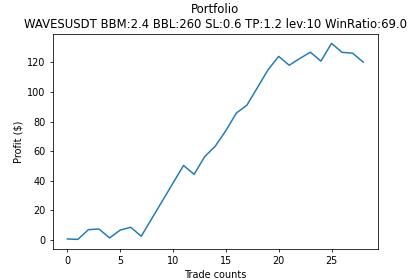 Portfolio
WAVESUSDT BBM:2.4 BBL:260 SL:0.6 TP:1.2 lev:10 WinRatio:69.0
120
100
80
60
40
20
0
Profit ($)
0 5 10 15 20 25
Trade counts